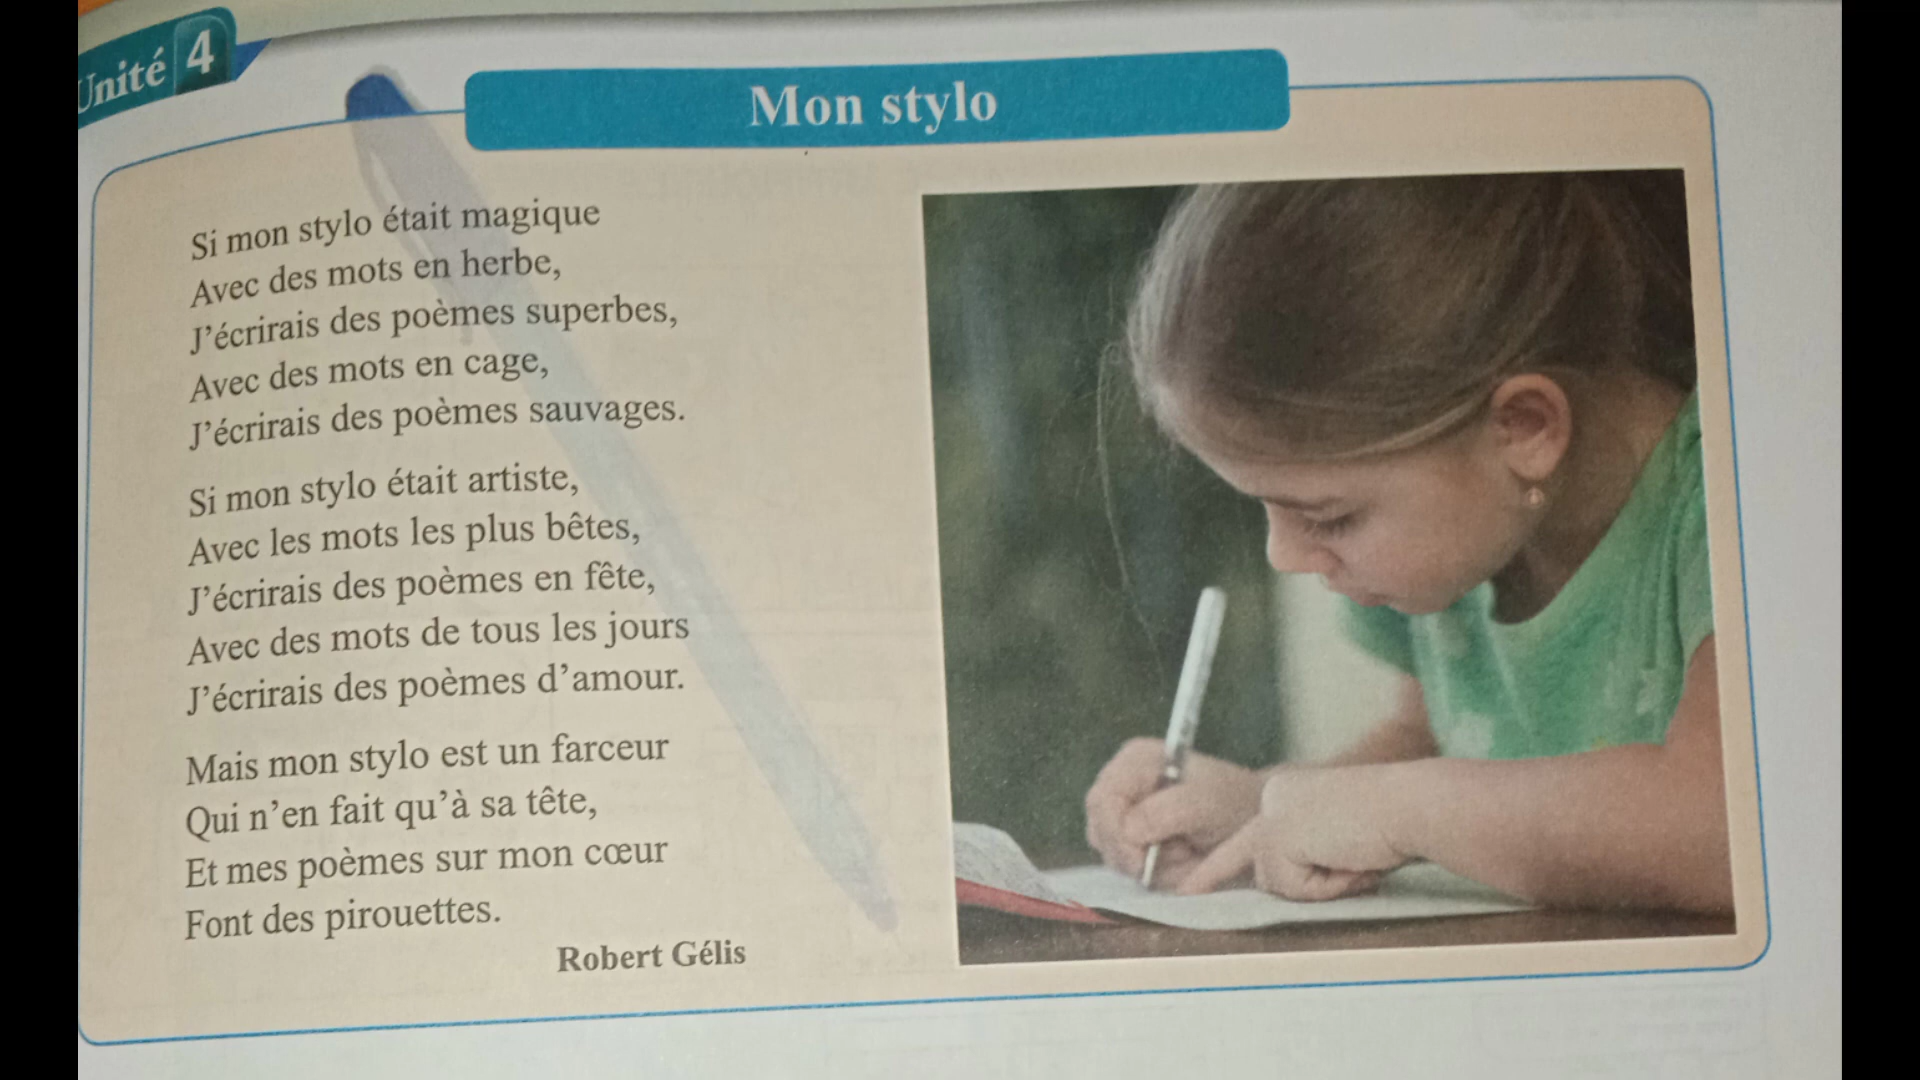 Unité 4
Mon stylo
Si mon stylo était magique
Avec des mots en herbe,
J'écrirais des poèmes superbes,
Avec des mots en cage,
J'écrirais des poèmes sauvages.
Si mon stylo était artiste,
Avec les mots les plus bêtes,
J'écrirais des poèmes en fête,
Avec des mots de tous les jours
J'écrirais des poèmes d'amour.
Mais mon stylo est un farceur
Qui n'en fait qu'à sa tête,
Et mes poèmes sur mon cœur
Font des pirouettes.
Robert Gélis